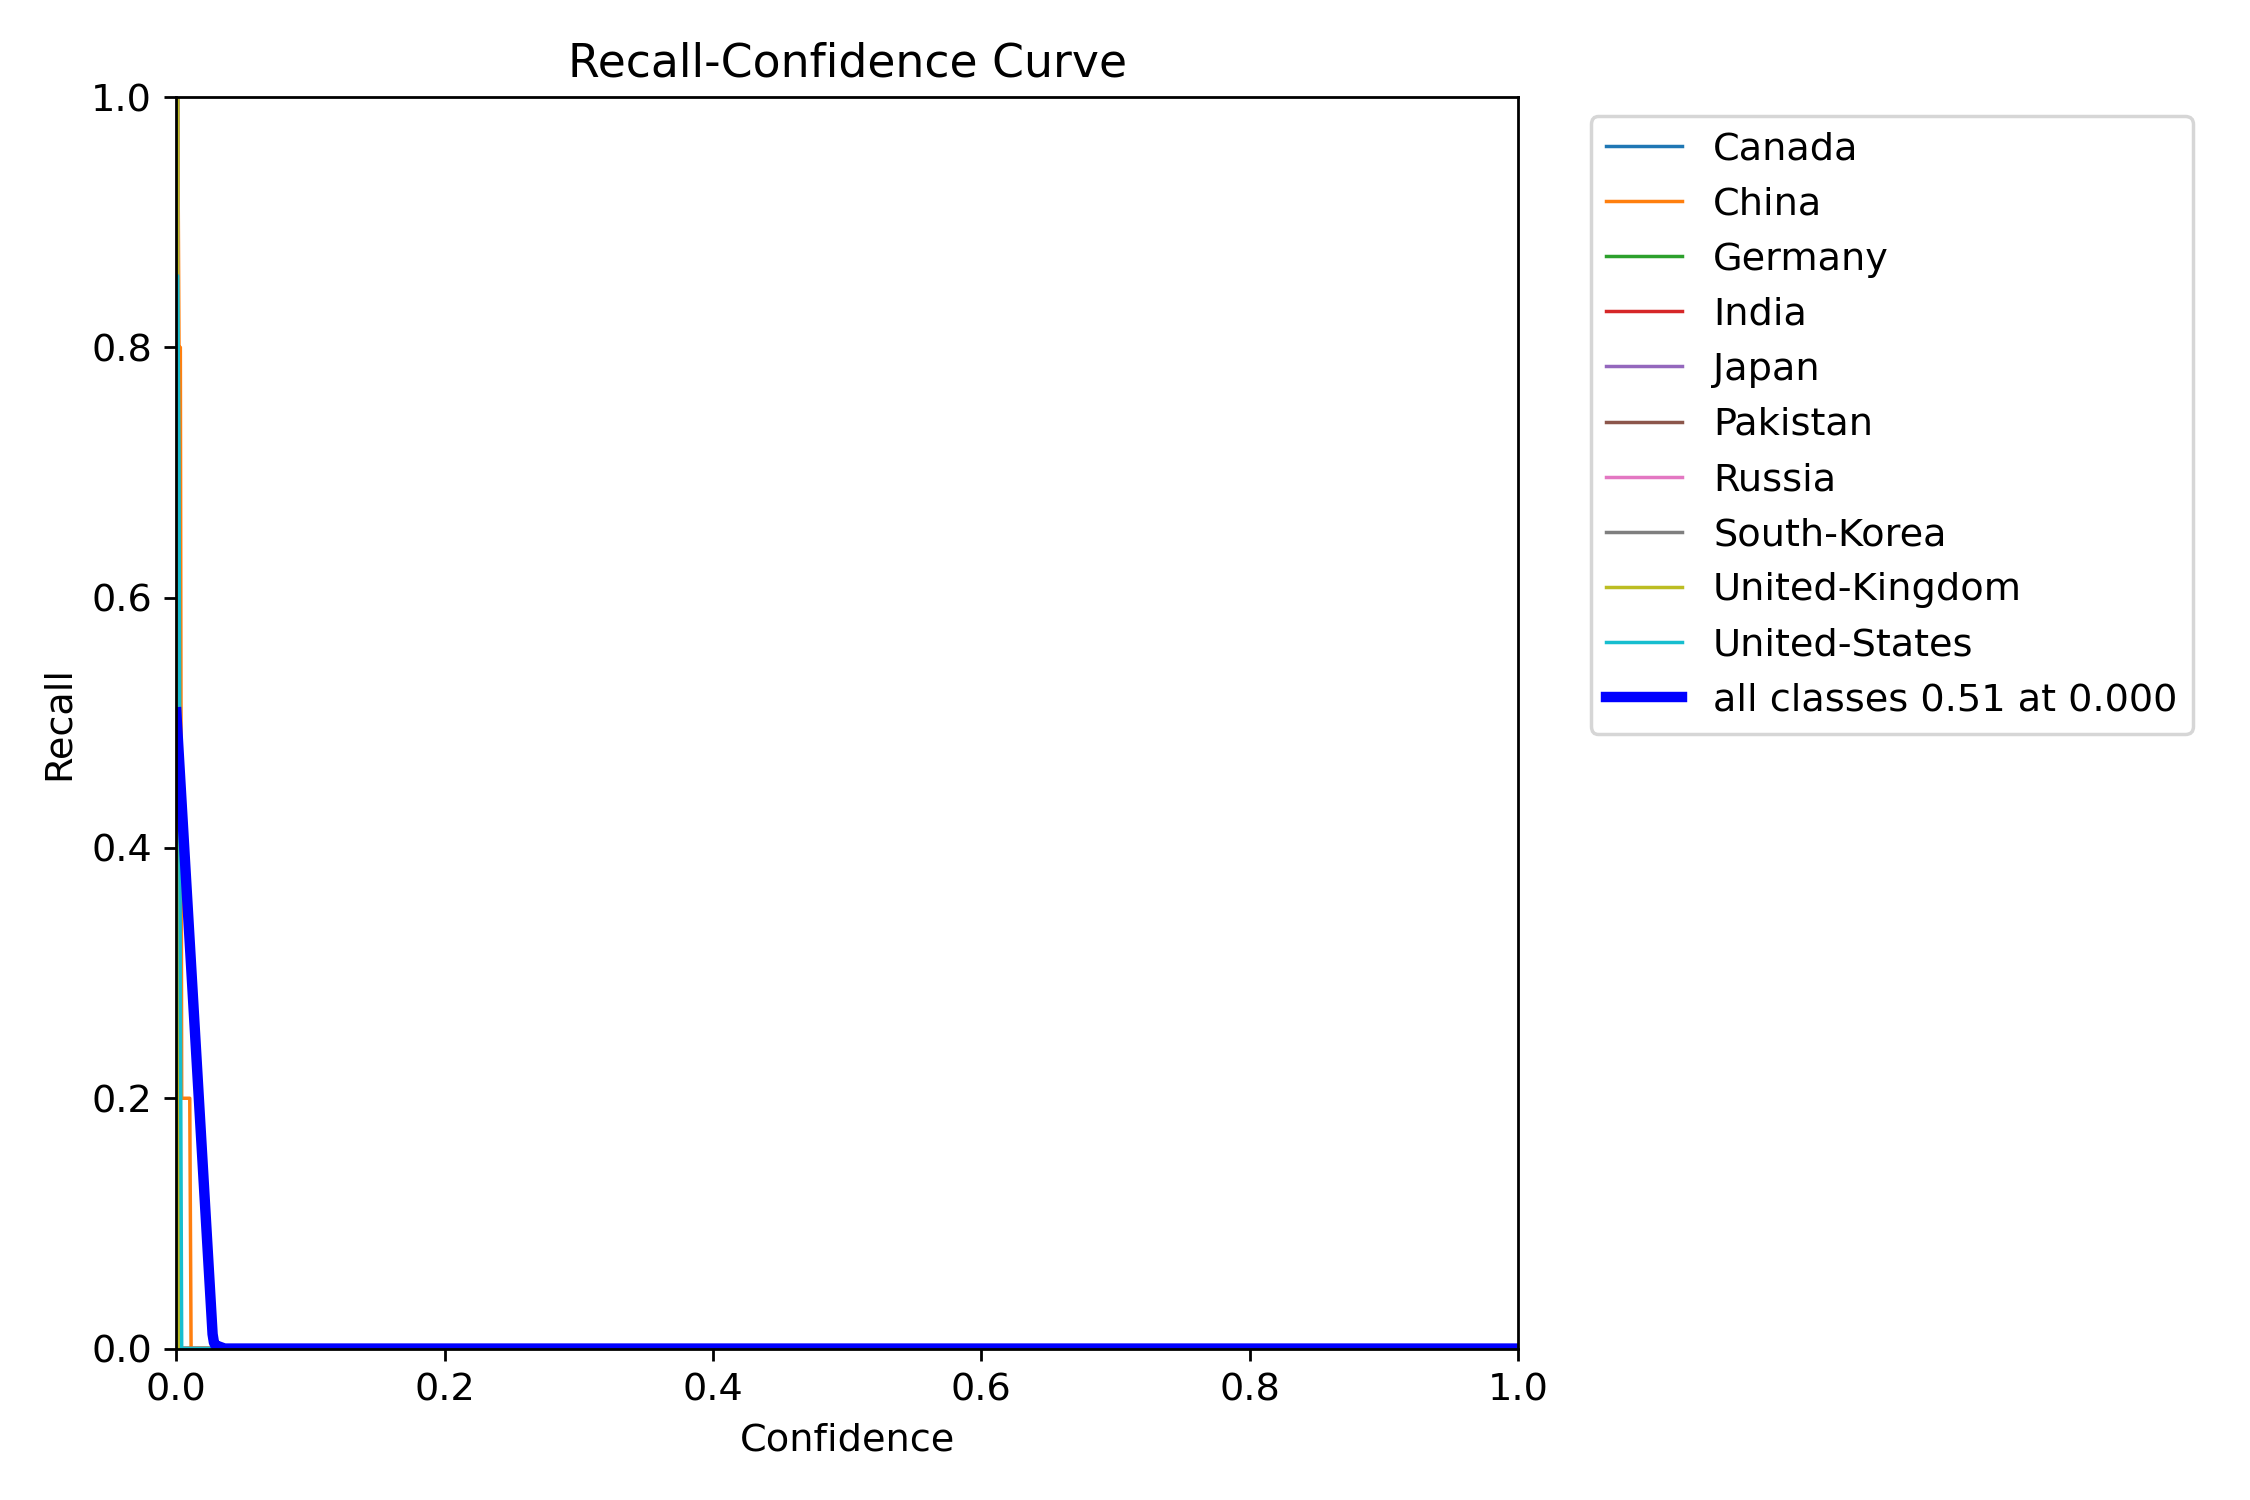 Recall-Confidence Curve
1.0
0.8
0.6
0.4
0.2
0.0
Recall
0.0 0.2 0.4 0.6 0.8 1.0
Confidence
Canada
China
Germany
India
Japan
Pakistan
Russia
South-Korea
United-Kingdom
United-States
all classes 0.51 at 0.000